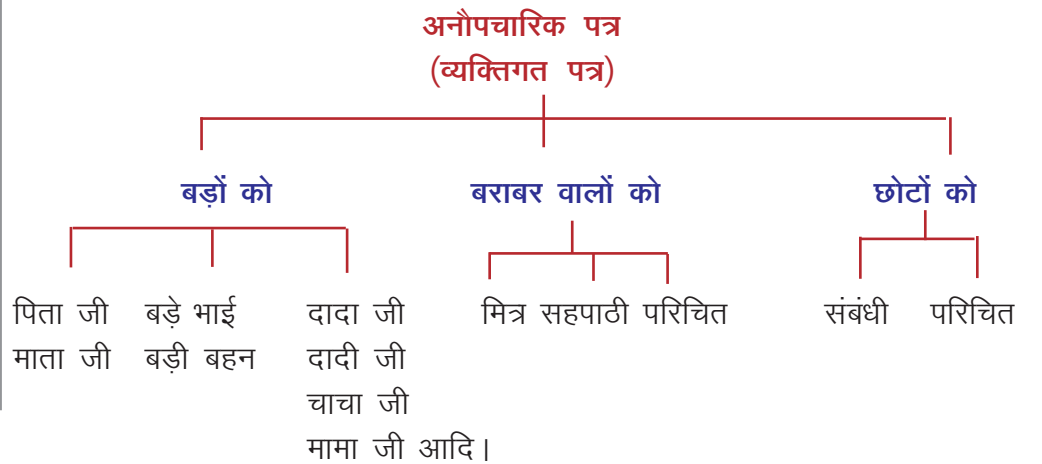 अनौपचारिक पत्र
(व्यक्तिगत पत्र)
बड़ों को बराबर वालों को छोटों को
पिता जी बड़े भाई दादा जी मित्र सहपाठी परिचित संबंधी परिचित
माता जी बड़ी बहन दादी जी
चाचा जी
मामा जी आदि।